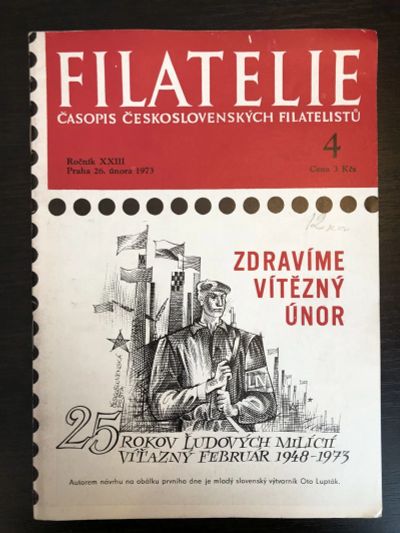 FILATELIE
ČASOPIS ČESKOSLOVENSKÝCH FILATELISTŮ
Ročník XXIII
Praha 26. února 1973
4
Cena 3 Kčs
ZDRAVÍME
VÍTĚZNÝ
ÚNOR
LM
25 ROKOV ĽUDOVÝCH MILÍCIÍ
VÍŤAZNÝ FEBRUÁR 1948-1973
Autorem návrhu na obálku prvního dne je mladý slovenský výtvarník Oto Lupták.